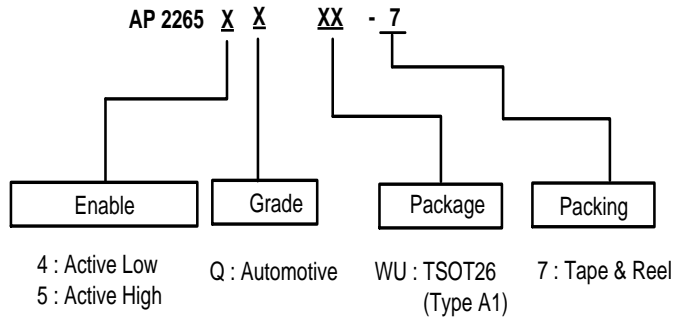 AP 2265 X X XX - 7
Enable
Grade
Package
Packing
4 : Active Low
5 : Active High
Q : Automotive
WU : TSOT26
(Type A1)
7 : Tape & Reel